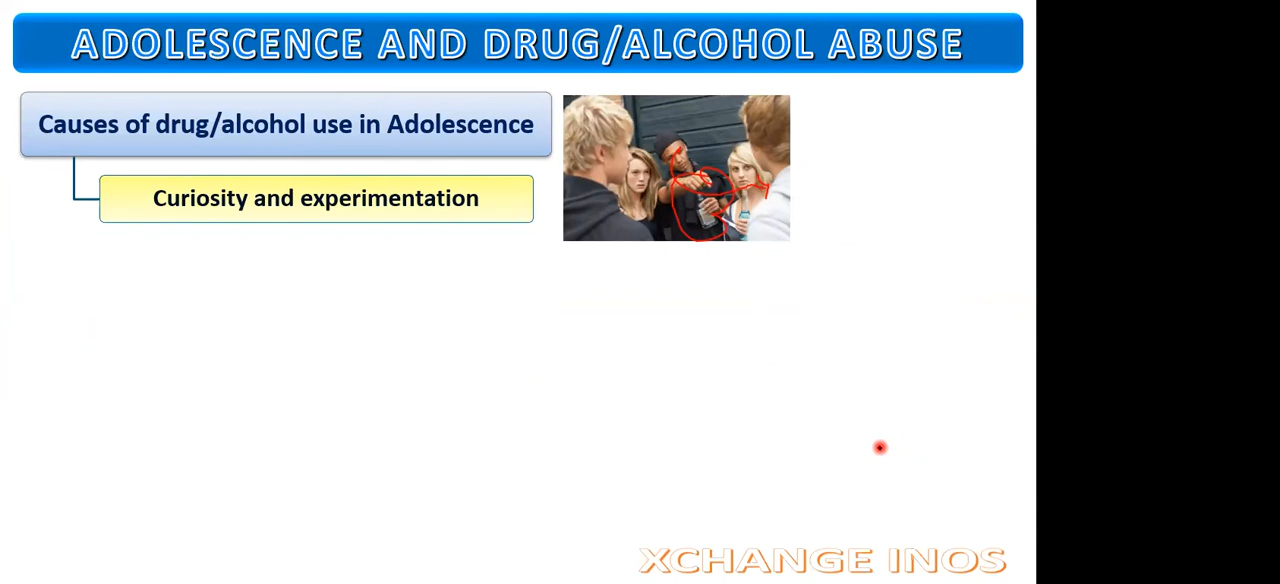 ADOLESCENCE AND DRUG/ALCOHOL ABUSE
Causes of drug/alcohol use in Adolescence
Curiosity and experimentation
XCHANGE INOS